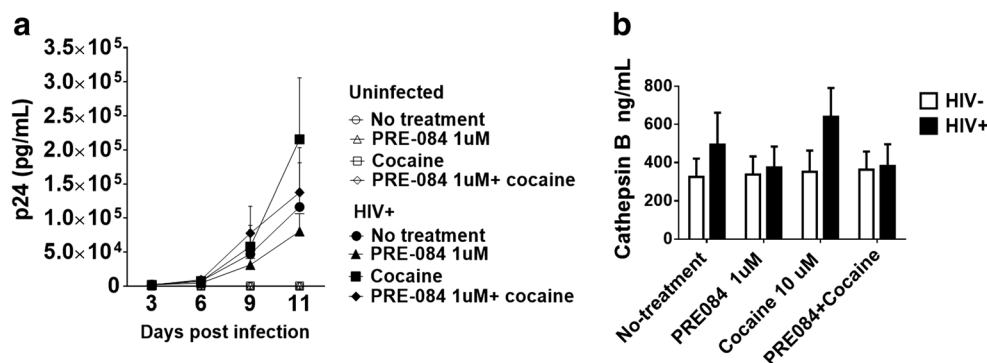 a
3.5×10⁵
3.0×10⁵
2.5×10⁵
2.0×10⁵
1.5×10⁵
1.0×10⁵
5.0×10⁴
0
p24 (pg/mL)
3 6 9 11
Days post infection
Uninfected
No treatment
PRE-084 1uM
Cocaine
PRE-084 1uM+ cocaine
HIV+
No treatment
PRE-084 1uM
Cocaine
PRE-084 1uM+ cocaine
b
800
600
400
200
0
Cathepsin B ng/mL
HIV-
HIV+
No-treatment
PRE084 1uM
Cocaine 10 uM
PRE084+Cocaine